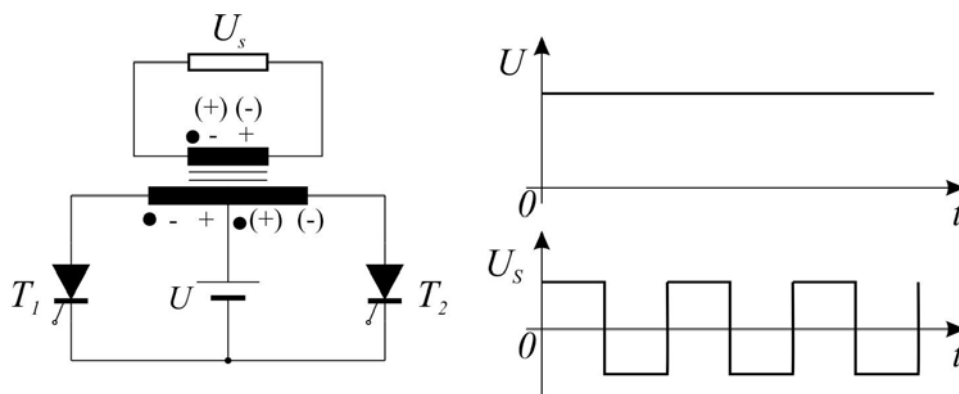 U_s
(+) (-)
- +
- + (+) (-)
T_1
U
T_2
U
0
t
U_S
0
t